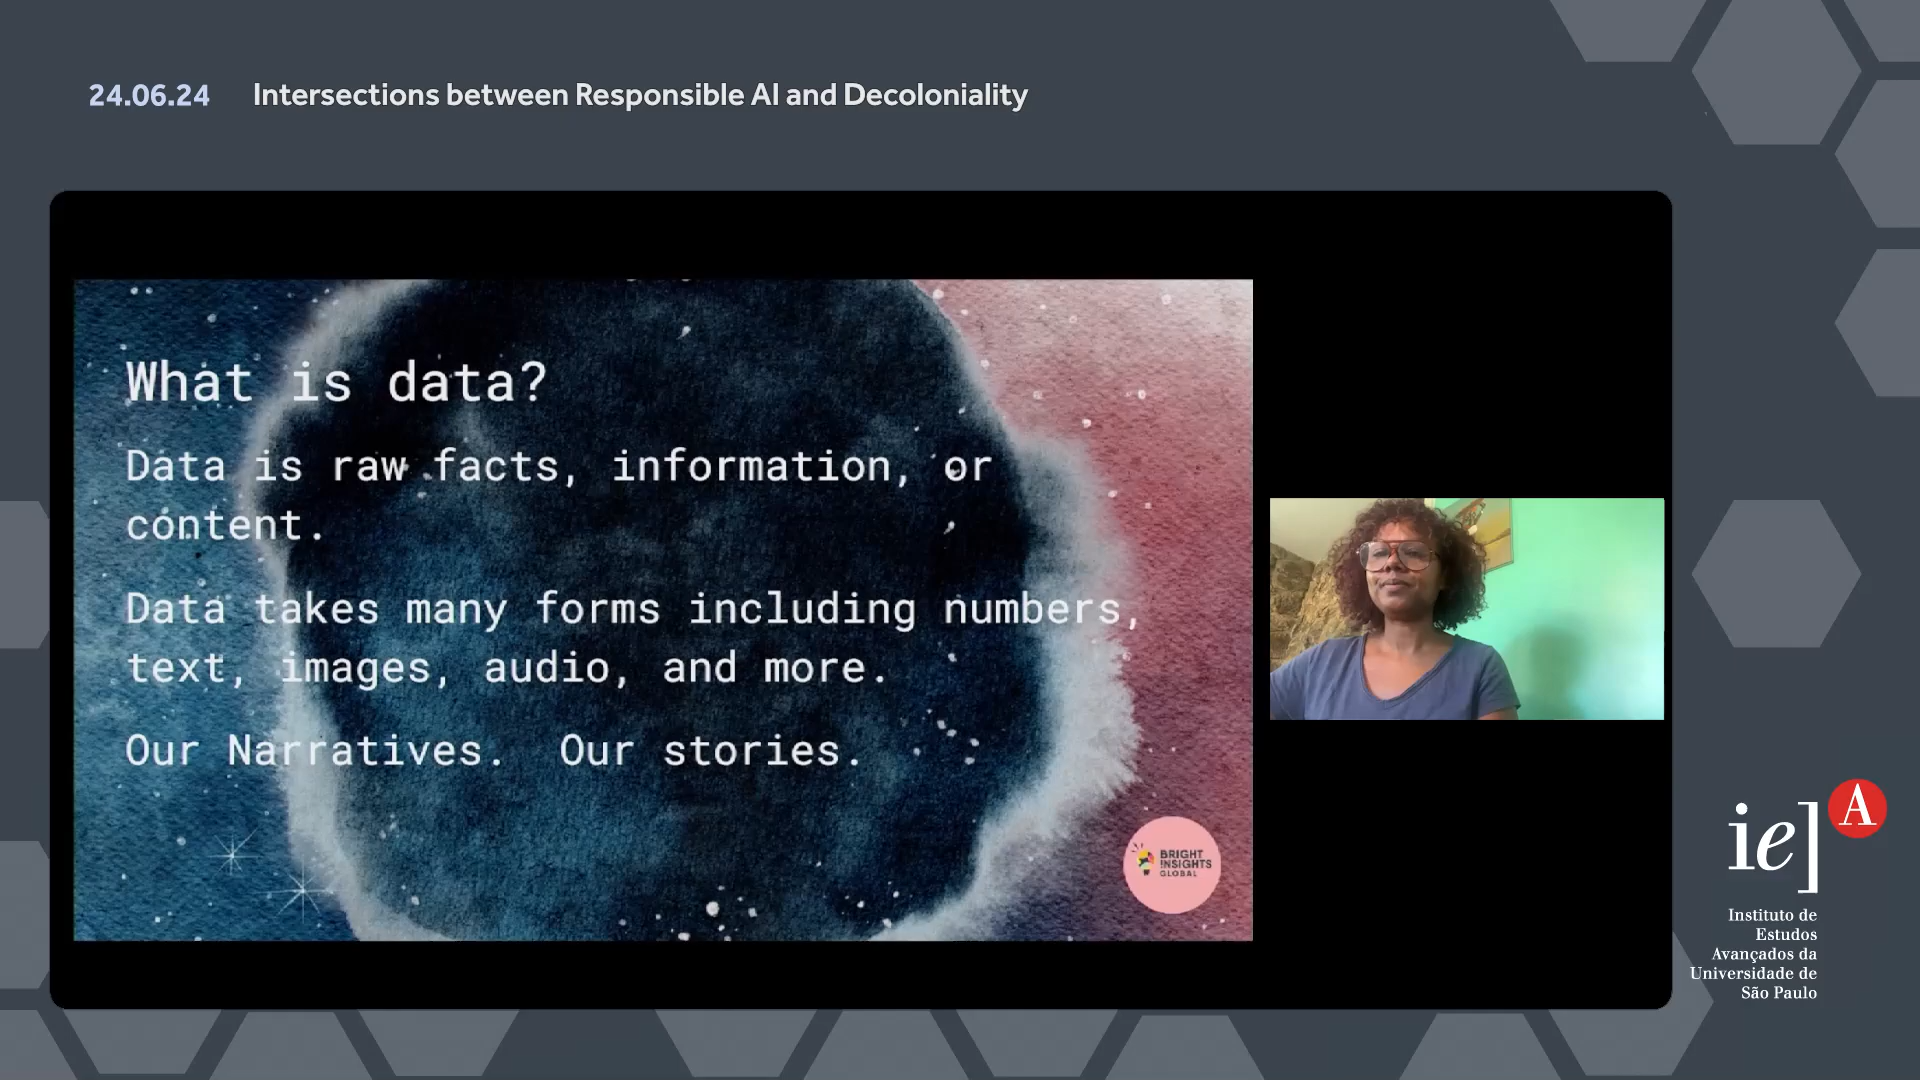 24.06.24 Intersections between Responsible AI and Decoloniality
What is data?
Data is raw facts, information, or
content.
Data takes many forms including numbers,
text, images, audio, and more.
Our Narratives. Our stories.
BRIGHT
INSIGHTS
GLOBAL
ie] A
Instituto de
Estudos
Avançados da
Universidade de
São Paulo